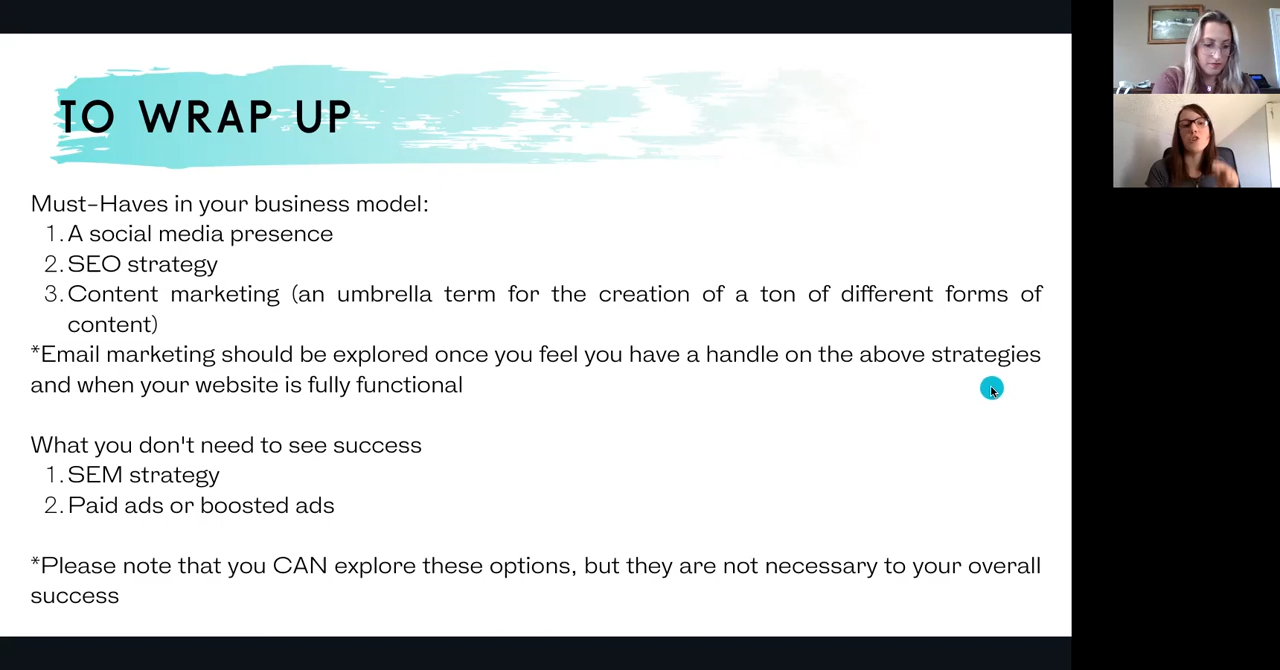 TO WRAP UP
Must-Haves in your business model:
1. A social media presence
2. SEO strategy
3. Content marketing (an umbrella term for the creation of a ton of different forms of
content)
*Email marketing should be explored once you feel you have a handle on the above strategies
and when your website is fully functional
What you don't need to see success
1. SEM strategy
2. Paid ads or boosted ads
*Please note that you CAN explore these options, but they are not necessary to your overall
success